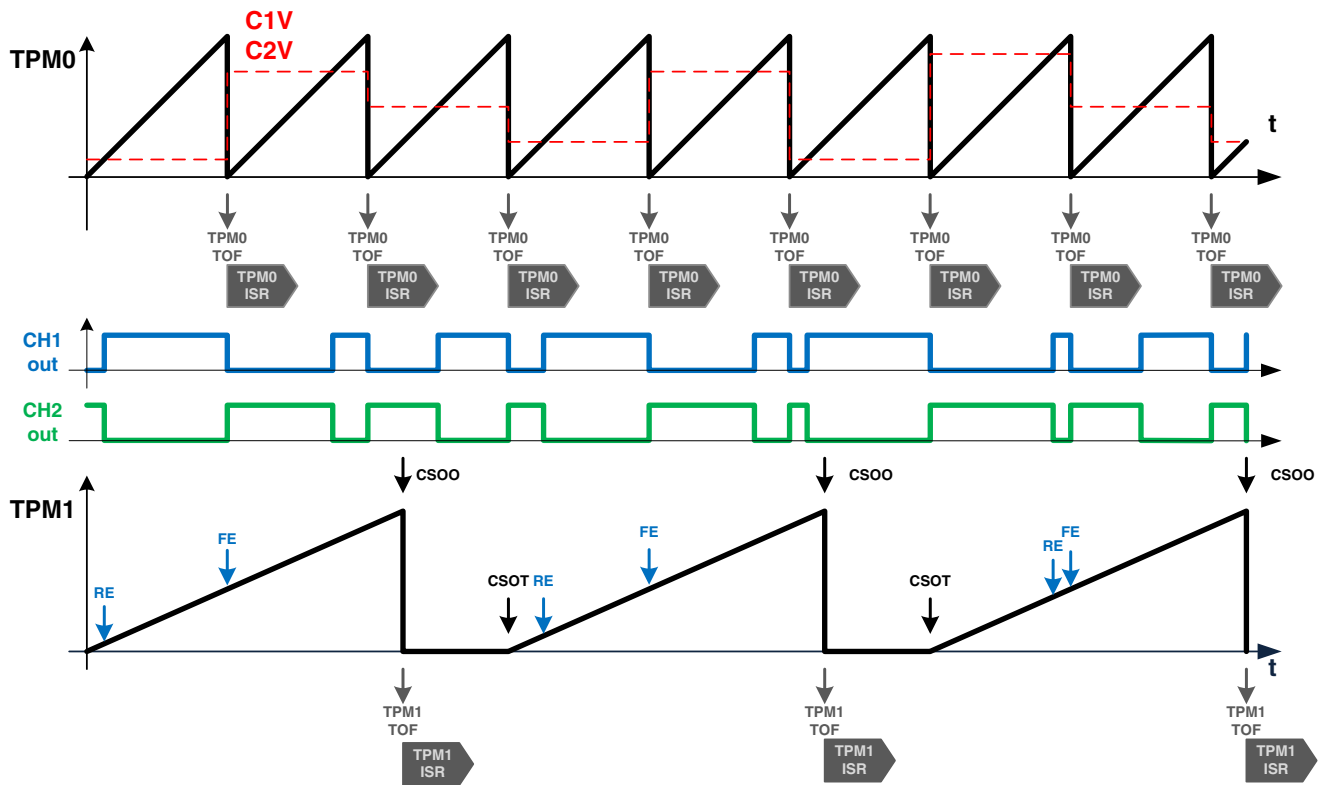 C1V
C2V
TPM0
t
TPM0 TPM0 TPM0 TPM0 TPM0 TPM0 TPM0 TPM0
TOF TOF TOF TOF TOF TOF TOF TOF
TPM0 TPM0 TPM0 TPM0 TPM0 TPM0 TPM0 TPM0
ISR ISR ISR ISR ISR ISR ISR ISR
CH1
out
CH2
out
CSOO CSOO CSOO
TPM1
FE FE RE FE
RE CSOT RE CSOT
t
TPM1 TPM1 TPM1
TOF TOF TOF
TPM1 TPM1 TPM1
ISR ISR ISR